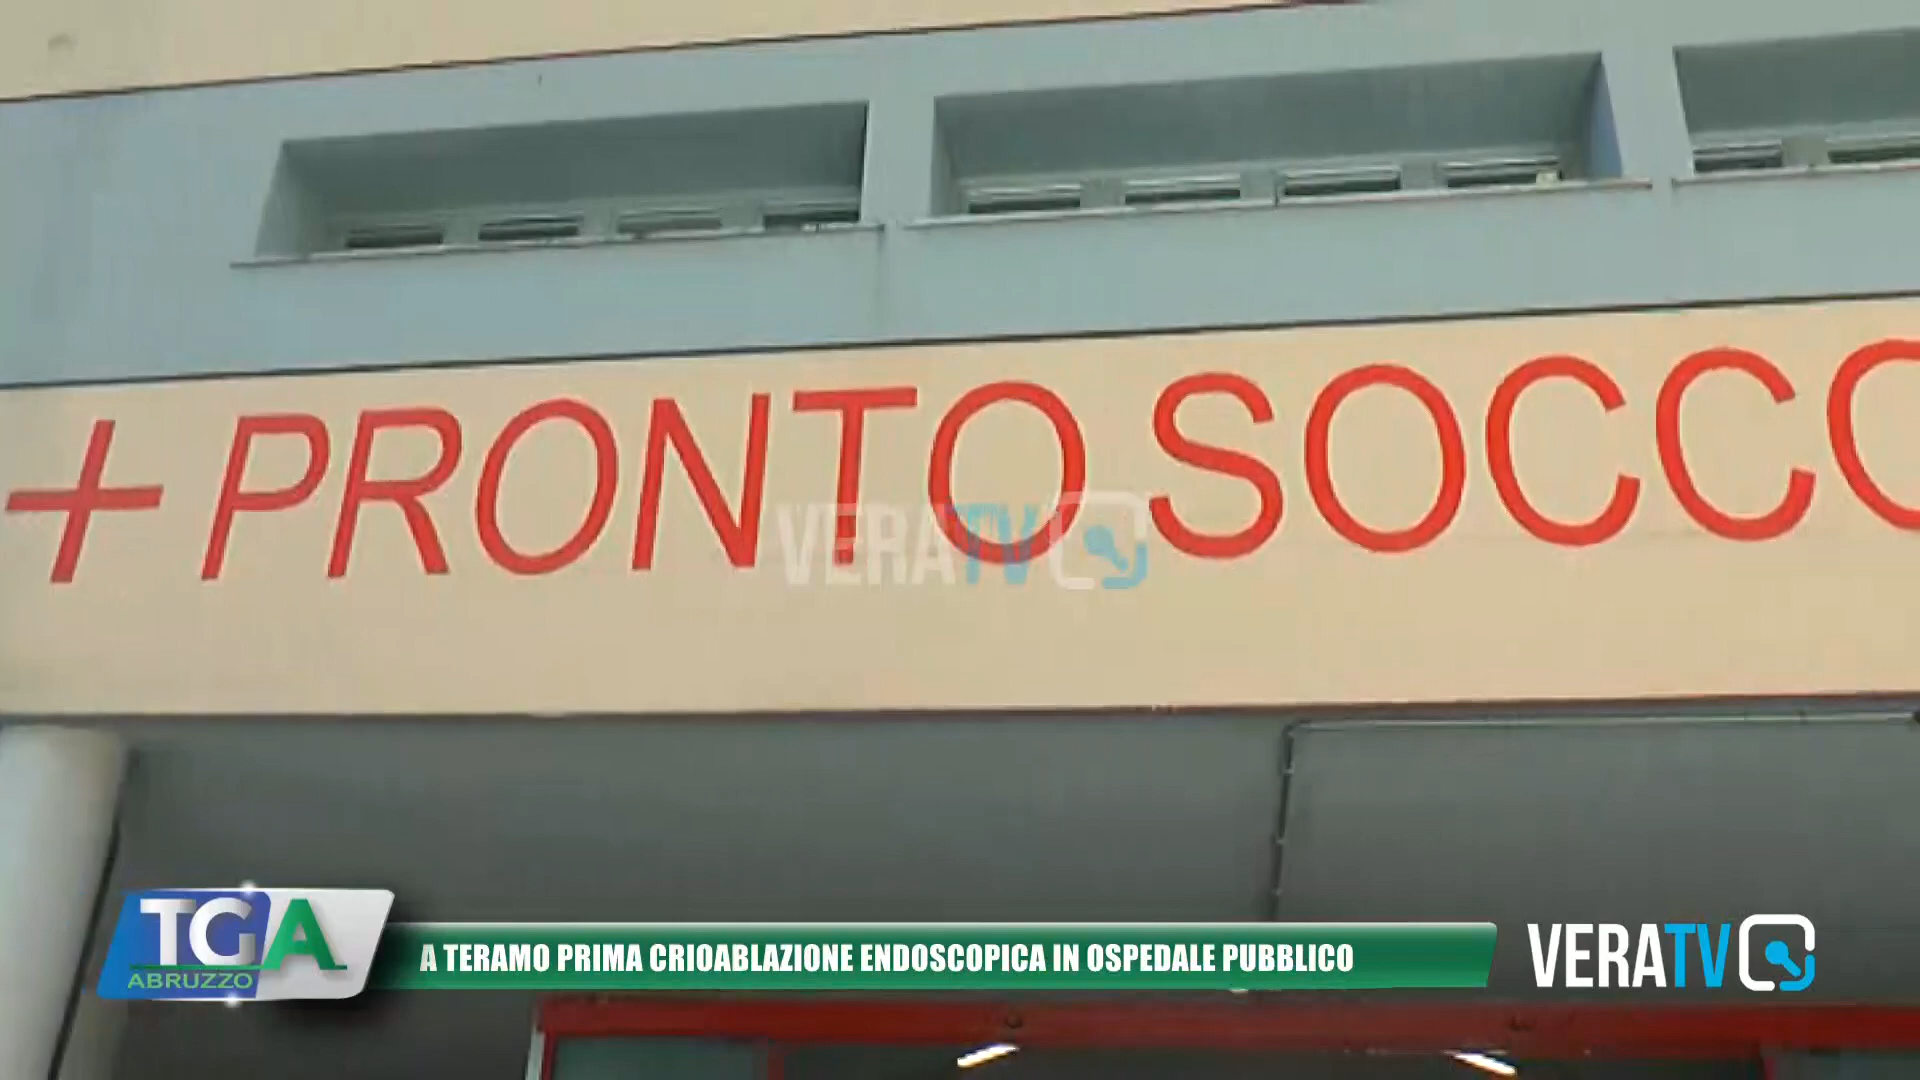 + PRONTO SOCCO
VERATV
TGA
ABRUZZO
A TERAMO PRIMA CRIOABLAZIONE ENDOSCOPICA IN OSPEDALE PUBBLICO
VERATV